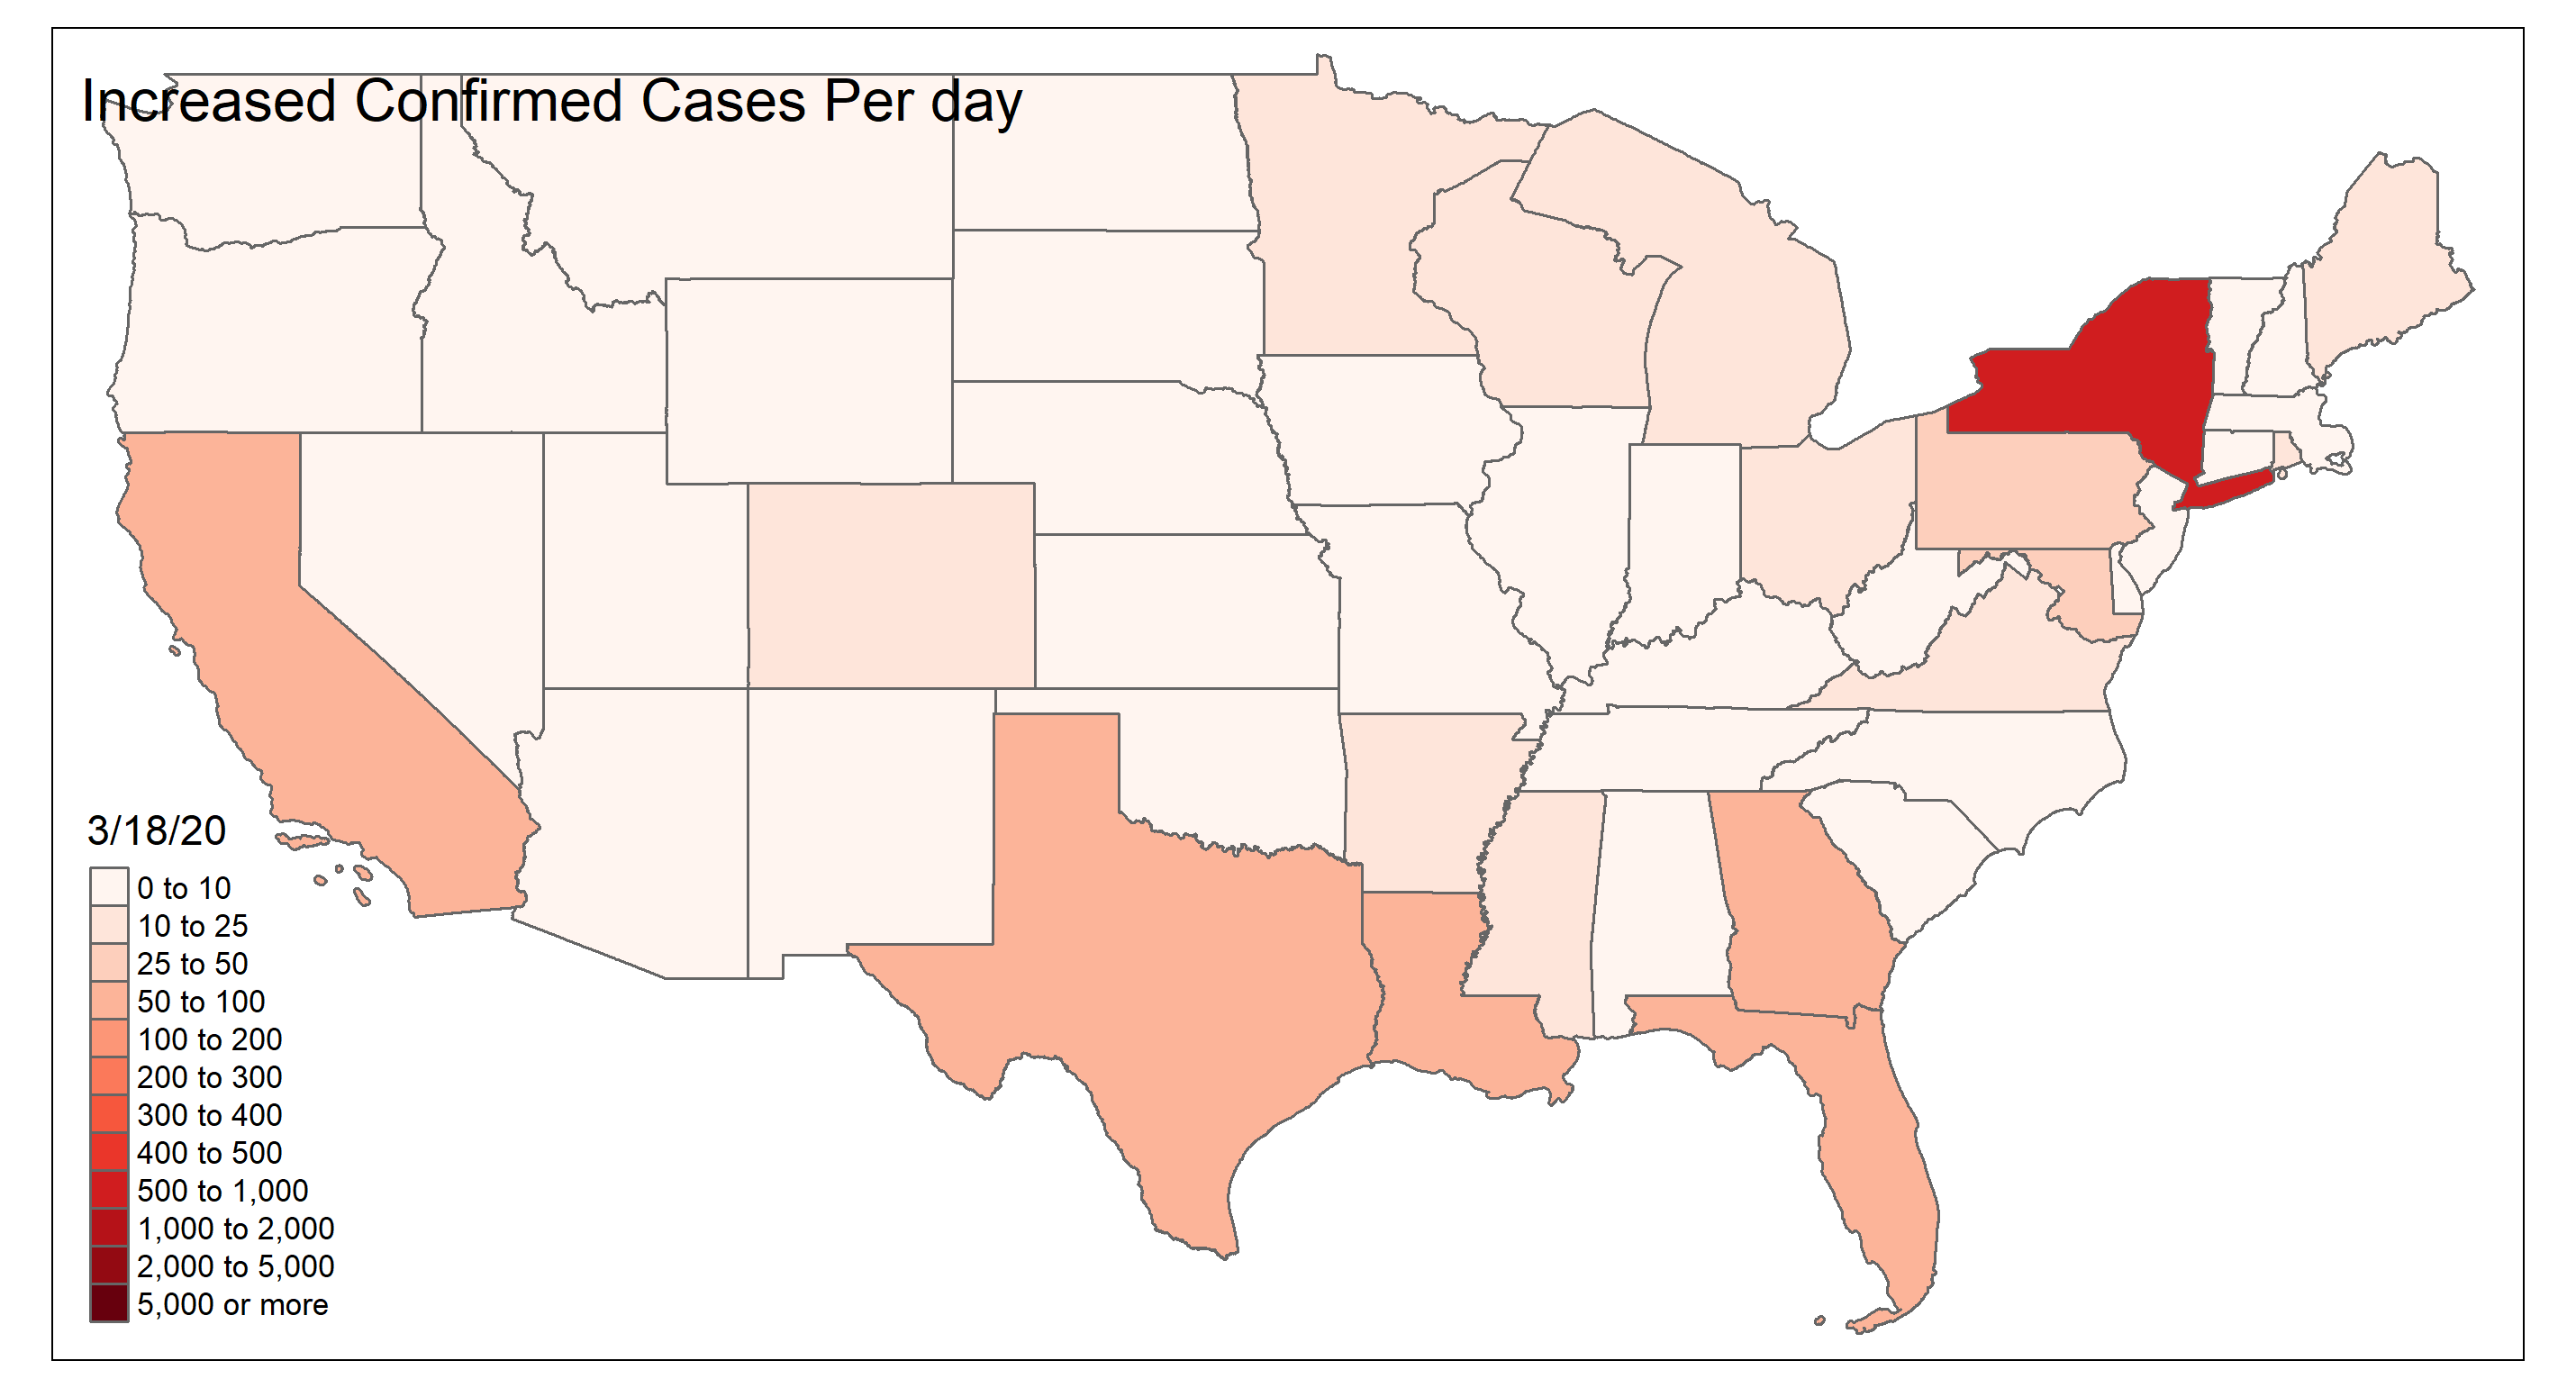 Increased Confirmed Cases Per day
3/18/20
0 to 10
10 to 25
25 to 50
50 to 100
100 to 200
200 to 300
300 to 400
400 to 500
500 to 1,000
1,000 to 2,000
2,000 to 5,000
5,000 or more